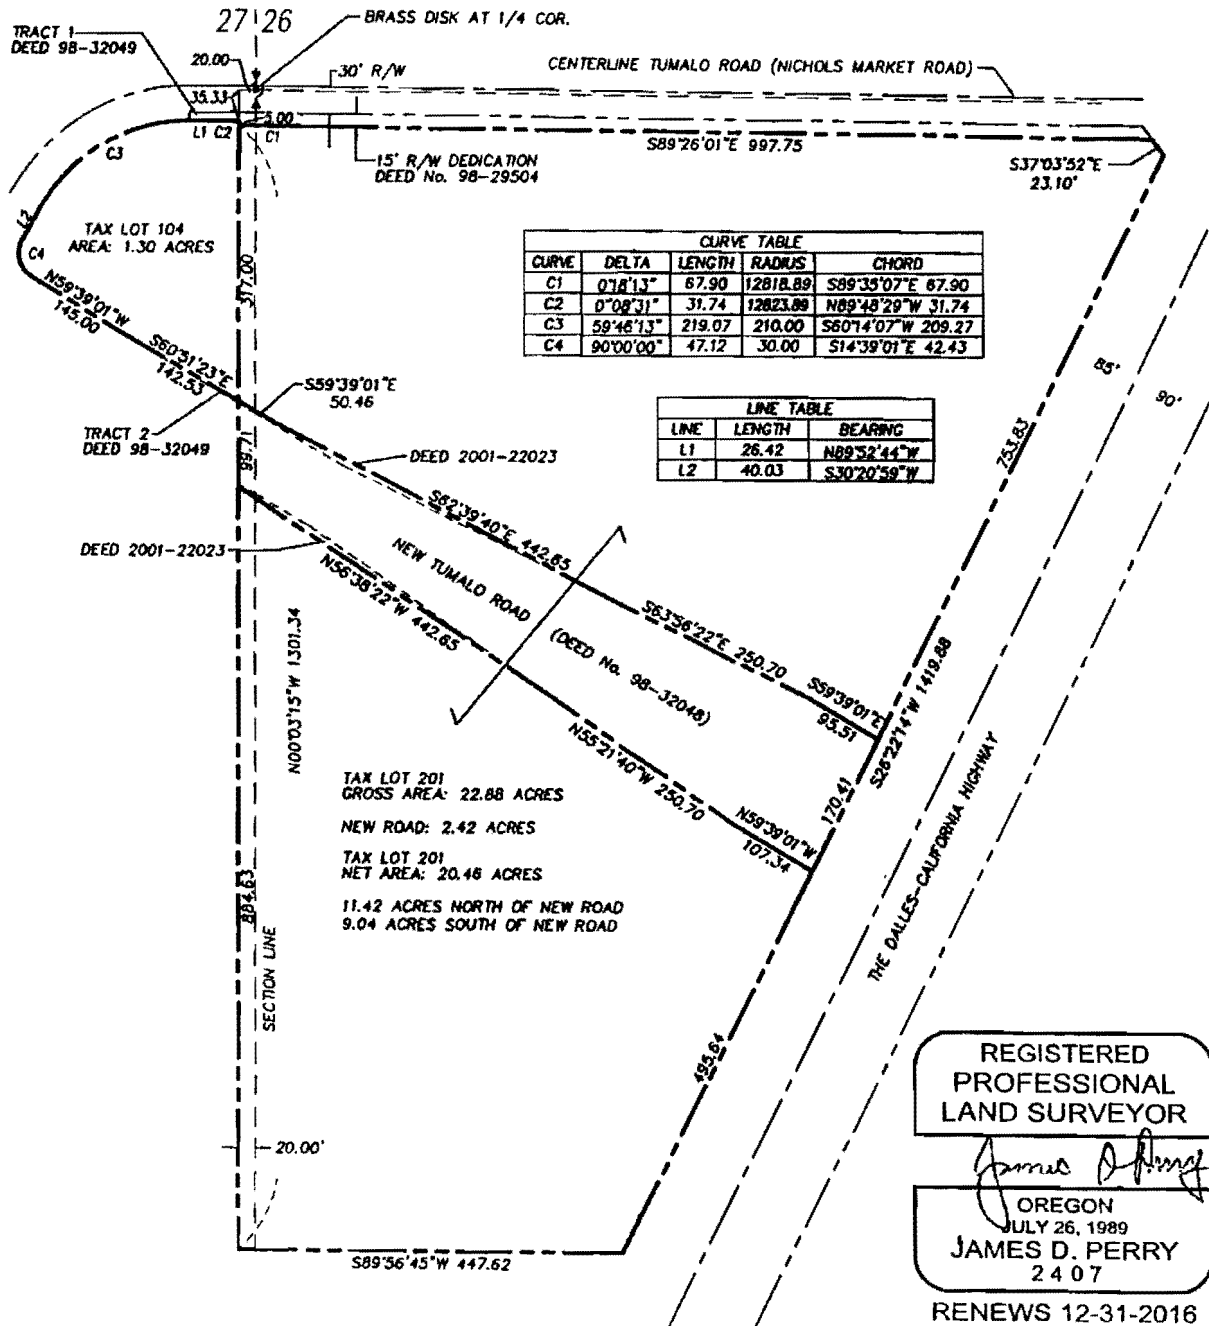 27 26
BRASS DISK AT 1/4 COR.
TRACT 1
DEED 98-32049
20.00
30' R/W
CENTERLINE TUMALO ROAD (NICHOLS MARKET ROAD)
35.33
5.00
L1 C2 C1
C3
S89°26'01"E 997.75
15' R/W DEDICATION
DEED No. 98-29504
S37°03'52"E
23.10'
L2
TAX LOT 104
AREA: 1.30 ACRES
C4
317.00
CURVE TABLE
CURVE DELTA LENGTH RADIUS CHORD
C1 0°18'13" 67.90 12818.89 S89°35'07"E 67.90
C2 0°08'31" 31.74 12823.89 N89°48'29"W 31.74
C3 59°46'13" 219.07 210.00 S60°14'07"W 209.27
C4 90°00'00" 47.12 30.00 S14°39'01"E 42.43
N59°39'01"W
145.00
S60°51'23"E
142.53
S59°39'01"E
50.46
85'
90'
LINE TABLE
LINE LENGTH BEARING
L1 26.42 N89°52'44"W
L2 40.03 S30°20'59"W
TRACT 2
DEED 98-32049
99.71
DEED 2001-22023
753.83
S62°39'40"E 442.65
DEED 2001-22023
NEW TUMALO ROAD
(DEED No. 98-32048)
N56°38'22"W 442.65
S63°56'22"E 250.70
N00°03'15"W 1301.34
S59°39'01"E
95.51
S26°22'14"W 1419.88
170.41
N55°21'40"W 250.70
N59°39'01"W
107.34
THE DALLES-CALIFORNIA HIGHWAY
TAX LOT 201
GROSS AREA: 22.88 ACRES
NEW ROAD: 2.42 ACRES
TAX LOT 201
NET AREA: 20.46 ACRES
11.42 ACRES NORTH OF NEW ROAD
9.04 ACRES SOUTH OF NEW ROAD
884.63
SECTION LINE
495.64
20.00'
S89°56'45"W 447.62
REGISTERED
PROFESSIONAL
LAND SURVEYOR
James D. Perry
OREGON
JULY 26, 1989
JAMES D. PERRY
2407
RENEWS 12-31-2016